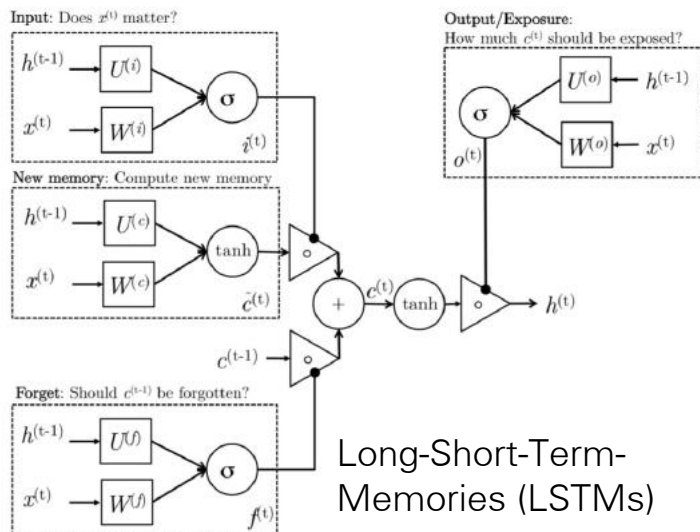 Input: Does x(t) matter?
h(t-1)
U(i)
σ
x(t)
W(i)
i(t)
Output/Exposure:
How much c(t) should be exposed?
U(o)
h(t-1)
σ
W(o)
x(t)
o(t)
New memory: Compute new memory
h(t-1)
U(c)
tanh
x(t)
W(c)
c̃(t)
∘
+
c(t)
tanh
∘
h(t)
c(t-1)
∘
Forget: Should c(t-1) be forgotten?
h(t-1)
U(f)
σ
x(t)
W(f)
f(t)
Long-Short-Term-
Memories (LSTMs)